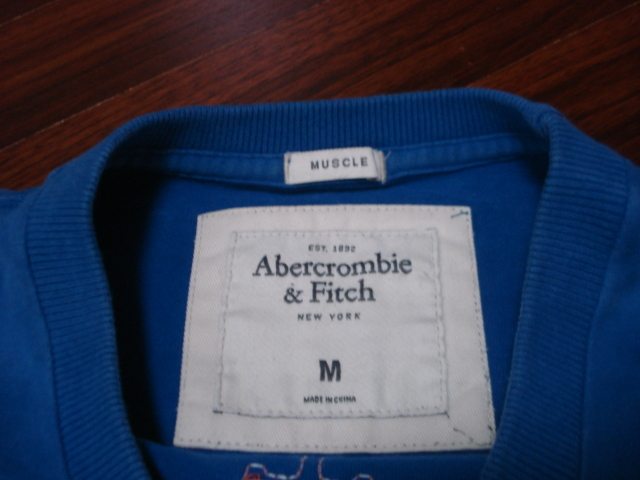 MUSCLE
EST. 1892
Abercrombie
& Fitch
NEW YORK
M
MADE IN CHINA